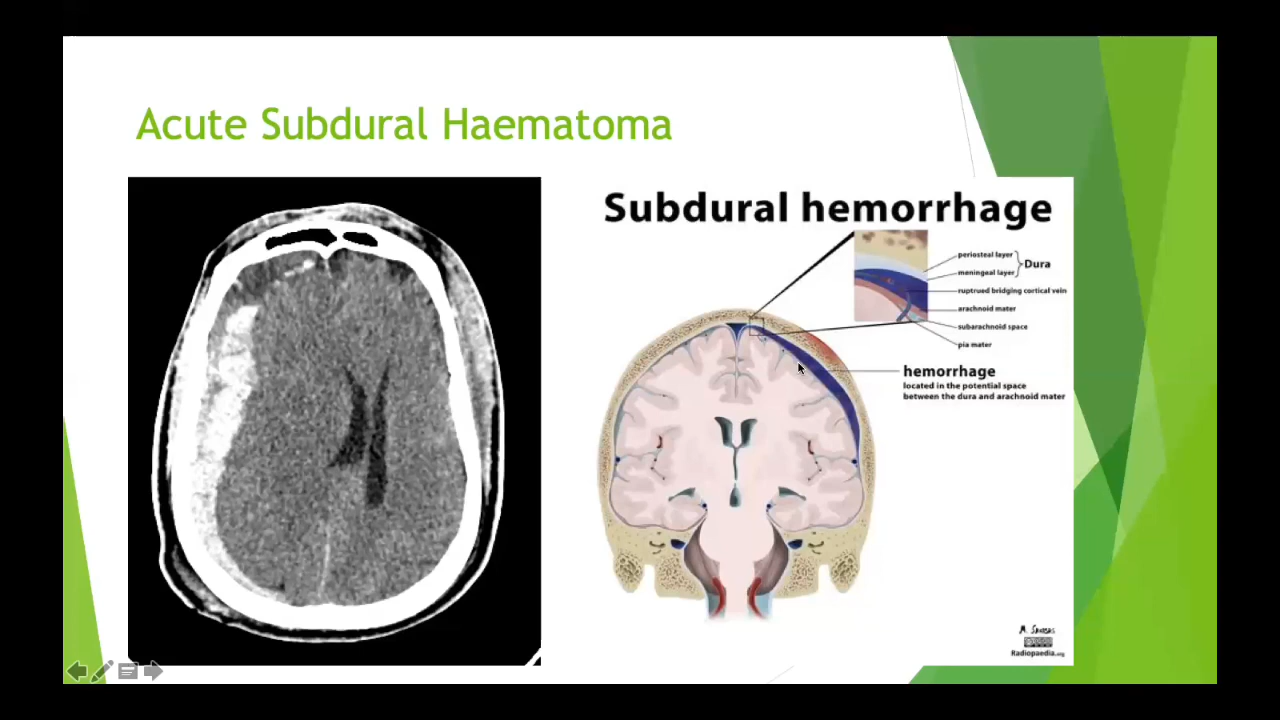 Acute Subdural Haematoma
Subdural hemorrhage
periosteal layer
Dura
meningeal layer
ruptrued bridging cortical vein
arachnoid mater
subarachnoid space
pia mater
hemorrhage
located in the potential space
between the dura and arachnoid mater
Radiopaedia.org